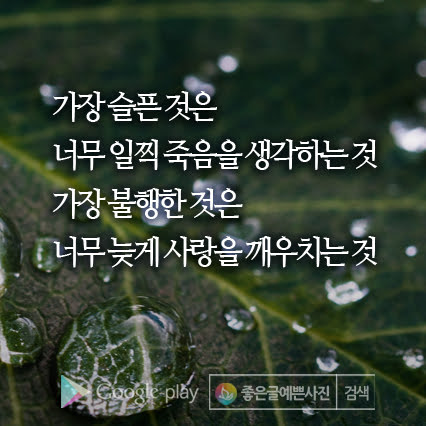 가장 슬픈 것은
너무 일찍 죽음을 생각하는 것
가장 불행한 것은
너무 늦게 사랑을 깨우치는 것
Google-play 좋은글예쁜사진 검색